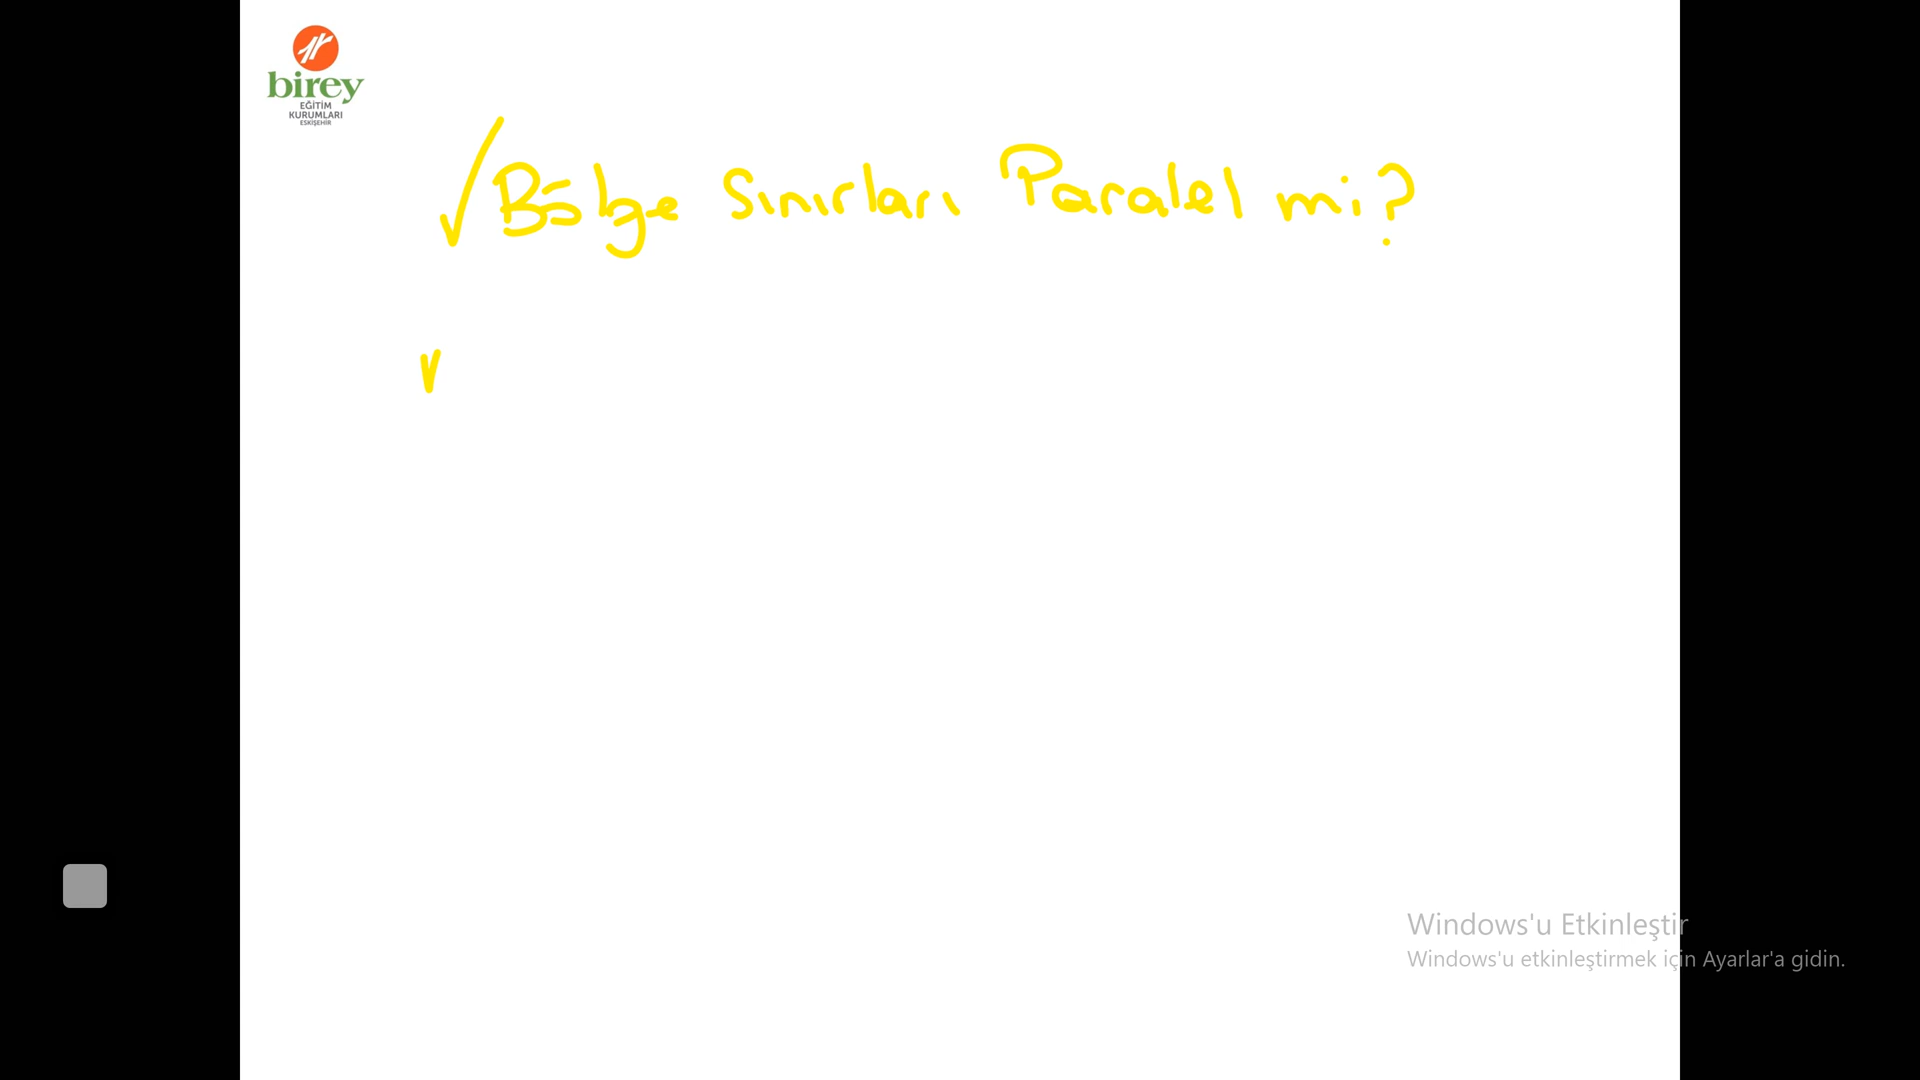 birey
EĞİTİM
KURUMLARI
ESKİŞEHİR
✓ Bölge Sınırları Paralel mi?
Windows'u Etkinleştir
Windows'u etkinleştirmek için Ayarlar'a gidin.